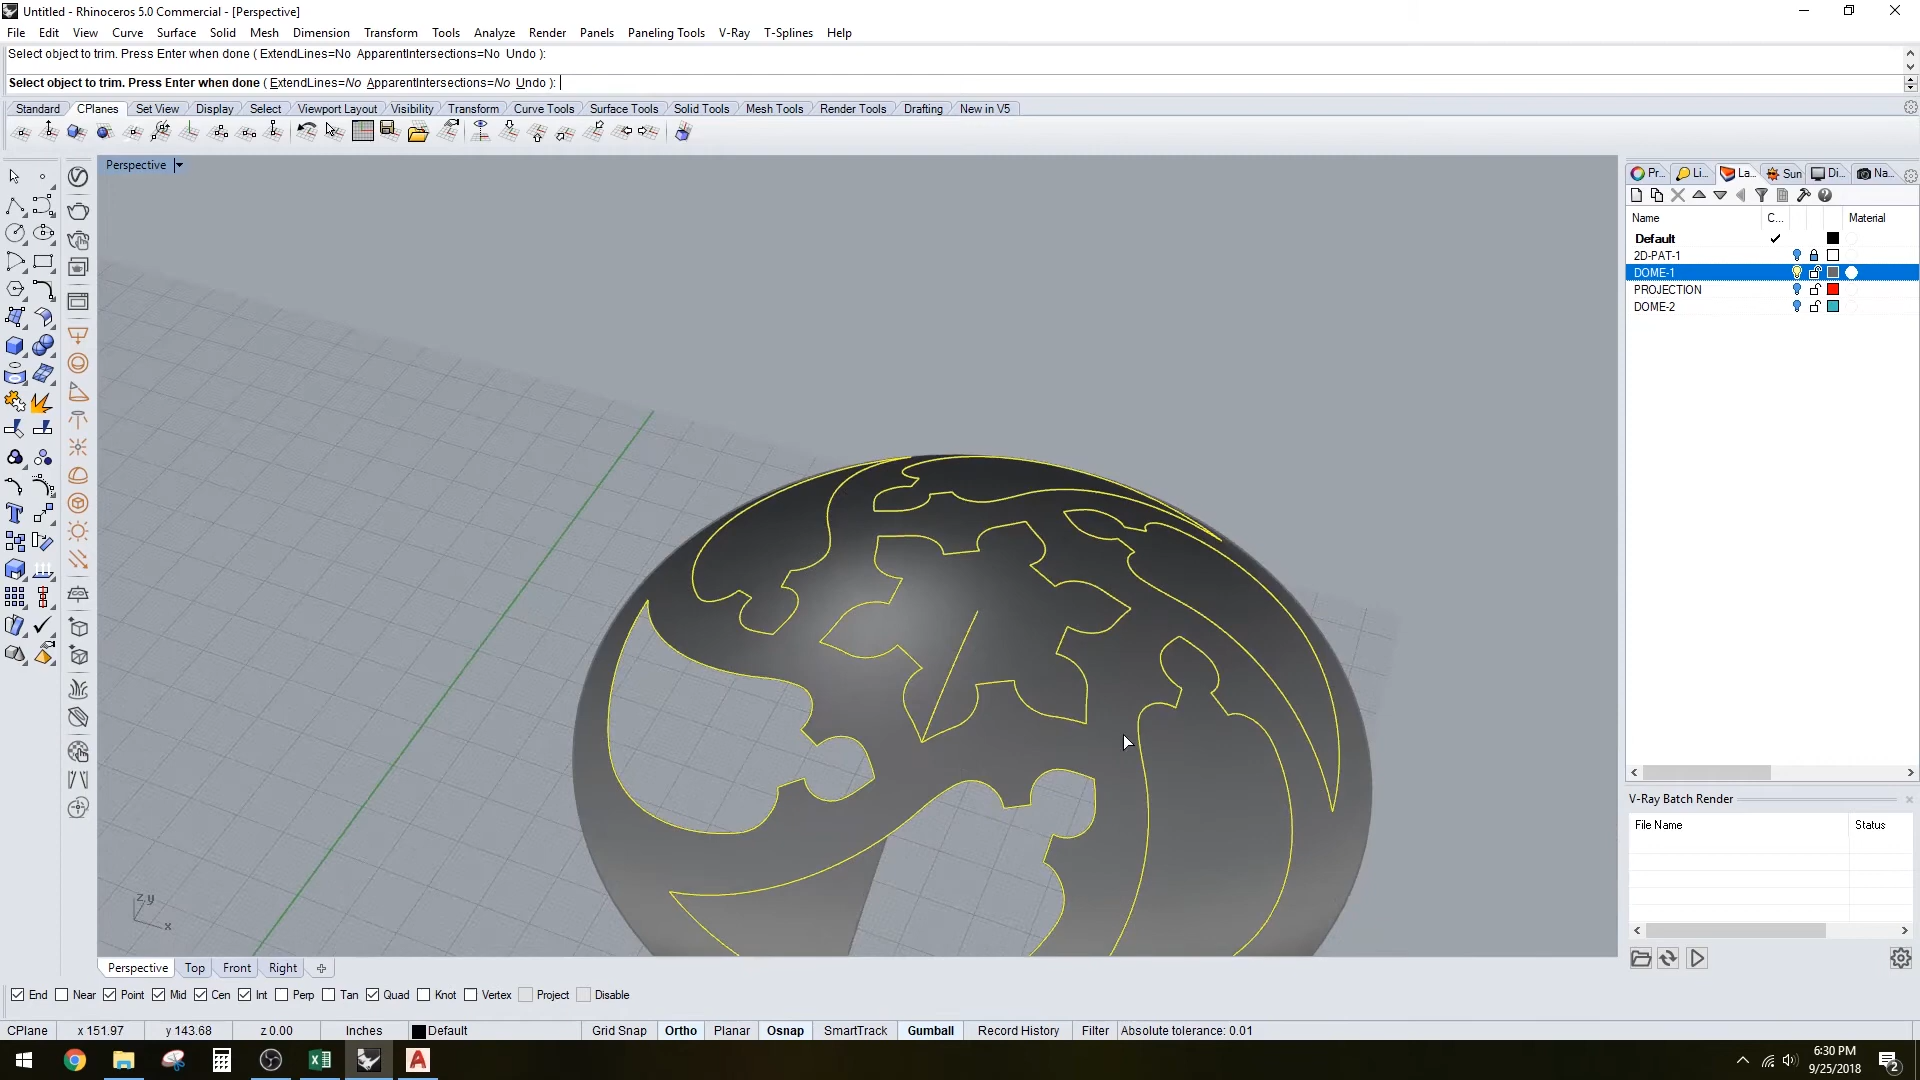 Untitled - Rhinoceros 5.0 Commercial - [Perspective]
File Edit View Curve Surface Solid Mesh Dimension Transform Tools Analyze Render Panels Paneling Tools V-Ray T-Splines Help
Select object to trim. Press Enter when done ( ExtendLines=No ApparentIntersections=No Undo ):
Select object to trim. Press Enter when done ( ExtendLines=No ApparentIntersections=No Undo ):
Standard CPlanes Set View Display Select Viewport Layout Visibility Transform Curve Tools Surface Tools Solid Tools Mesh Tools Render Tools Drafting New in V5
Perspective
Pr... Li... La... Sun Di... Na...
Name C... Material
Default
2D-PAT-1
DOME-1
PROJECTION
DOME-2
V-Ray Batch Render
File Name Status
z y
x
Perspective Top Front Right
End Near Point Mid Cen Int Perp Tan Quad Knot Vertex Project Disable
CPlane x 151.97 y 143.68 z 0.00 Inches Default Grid Snap Ortho Planar Osnap SmartTrack Gumball Record History Filter Absolute tolerance: 0.01
6:30 PM
9/25/2018
2